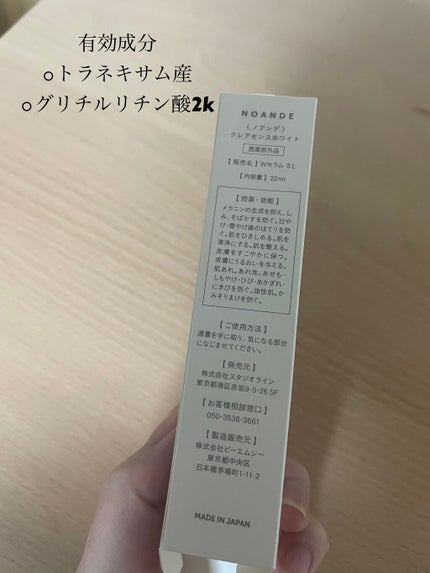 有効成分
○トラネキサム産
○グリチルリチン酸2k
NOANDE
〈ノアンデ〉
クレアセンスホワイト
医薬部外品
【販売名】Wセラム SL
【内容量】22ml
【効果・効能】
メラニンの生成を抑え、し
み、そばかすを防ぐ。日や
け・雪やけ後のほてりを防
ぐ。肌をひきしめる。肌を
清浄にする。肌を整える。
皮膚をすこやかに保つ。
皮膚にうるおいを与える。
肌あれ。あれ性。あせも・
しもやけ・ひび・あかぎれ・
にきびを防ぐ。油性肌。か
みそりまけを防ぐ。
【ご使用方法】
適量を手に取り、気になる部分
になじませてください。
【発売元】
株式会社スタジオライン
東京都港区赤坂9-5-26 5F
【お客様相談窓口】
050-3538-3661
【製造販売元】
株式会社ピーエムシー
東京都中央区
日本橋茅場町1-11-2
MADE IN JAPAN